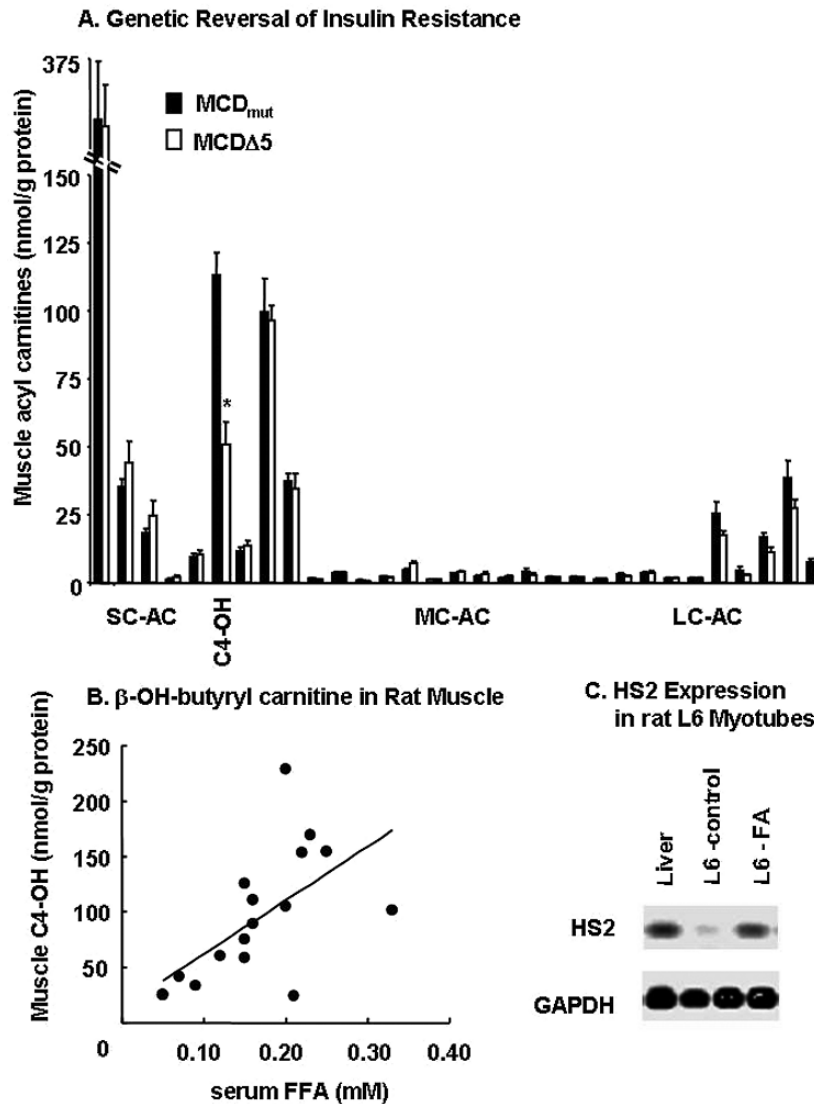 A. Genetic Reversal of Insulin Resistance
375
150
125
100
75
50
25
0
Muscle acyl carnitines (nmol/g protein)
MCDmut
MCDΔ5
*
SC-AC
C4-OH
MC-AC
LC-AC
B. β-OH-butyryl carnitine in Rat Muscle
250
200
150
100
50
0
Muscle C4-OH (nmol/g protein)
0.10 0.20 0.30 0.40
serum FFA (mM)
C. HS2 Expression
in rat L6 Myotubes
Liver
L6 -control
L6 - FA
HS2
GAPDH